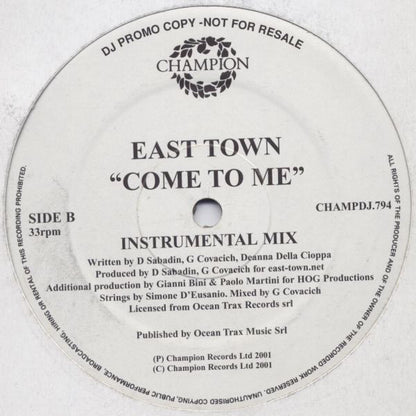 DJ PROMO COPY -NOT FOR RESALE
CHAMPION
EAST TOWN
“COME TO ME”
SIDE B
33rpm
CHAMPDJ.794
INSTRUMENTAL MIX
Written by D Sabadin, G Covacich, Deanna Della Cioppa
Produced by D Sabadin, G Covacich for east-town.net
Additional production by Gianni Bini & Paolo Martini for HOG Productions
Strings by Simone D'Eusanio. Mixed by G Covacich
Licensed from Ocean Trax Records srl
Published by Ocean Trax Music Srl
(P) Champion Records Ltd 2001
(C) Champion Records Ltd 2001
ALL RIGHTS OF THE PRODUCER AND OF THE OWNER OF THE RECORDED WORK RESERVED. UNAUTHORISED COPYING, PUBLIC PERFORMANCE, BROADCASTING, HIRING OR RENTAL OF THIS RECORDING PROHIBITED.